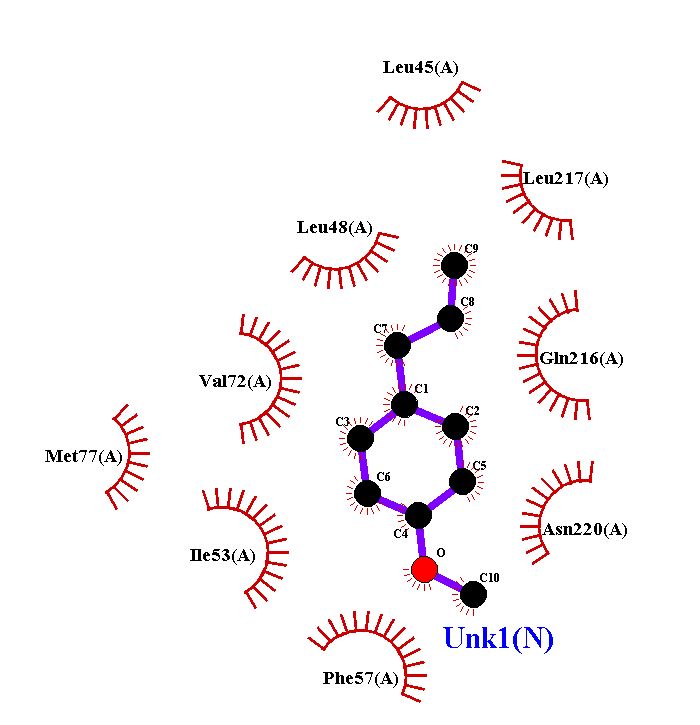 Leu45(A)
Leu217(A)
Leu48(A)
C9
C8
C7
Gln216(A)
Val72(A)
C1
C3
C2
Met77(A)
C5
C6
C4
Asn220(A)
Ile53(A)
O
C10
Unk1(N)
Phe57(A)